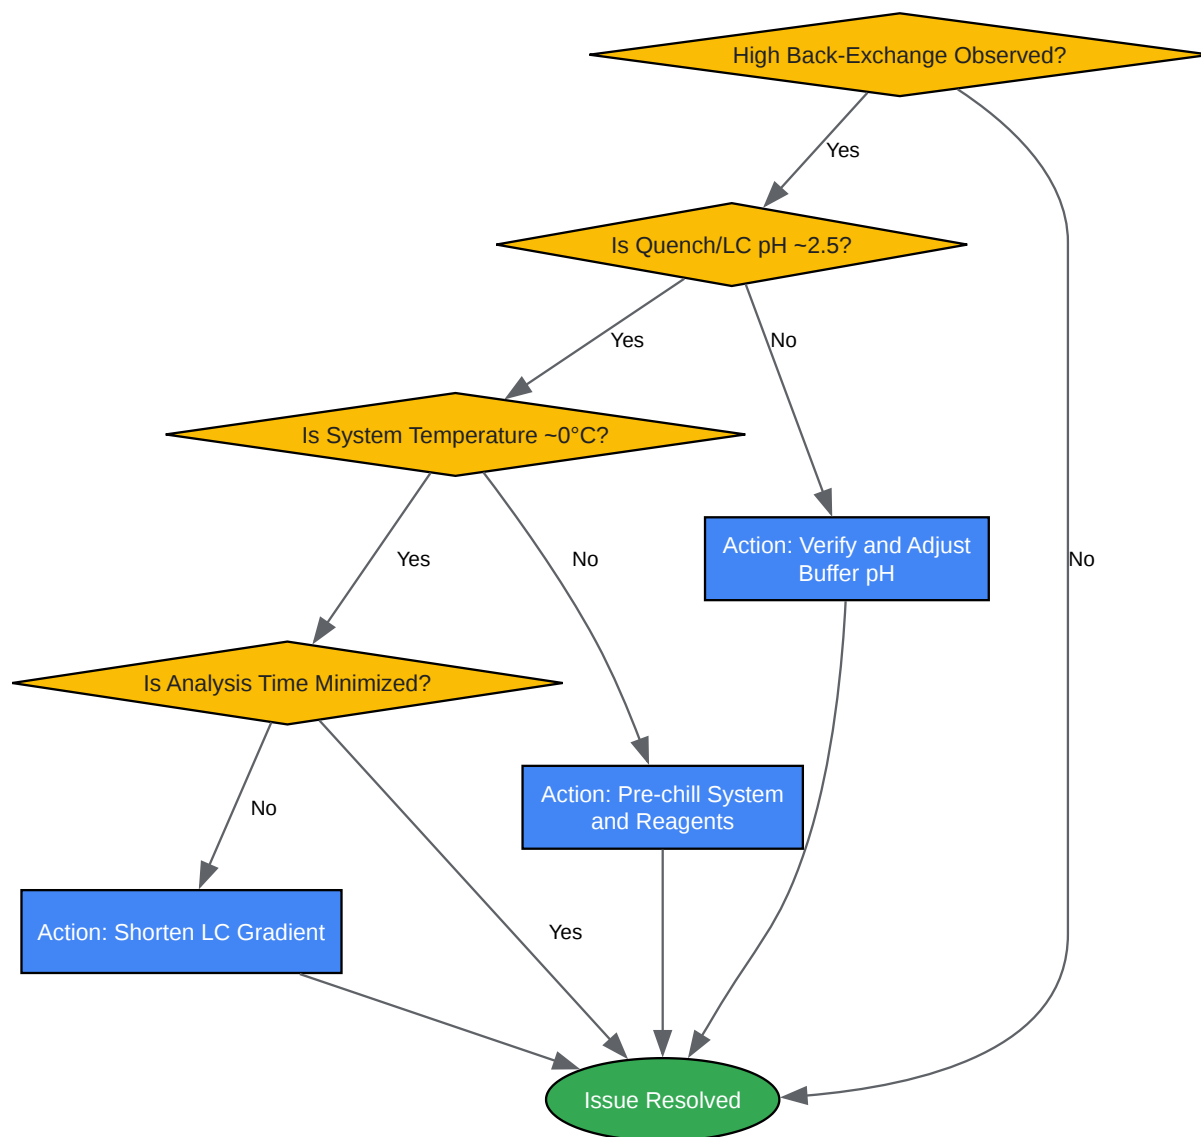 High Back-Exchange Observed?
Yes
Is Quench/LC pH ~2.5?
Yes
No
Is System Temperature ~0°C?
Action: Verify and Adjust
Buffer pH
Yes
No
No
Is Analysis Time Minimized?
Action: Pre-chill System
and Reagents
No
Action: Shorten LC Gradient
Yes
Issue Resolved